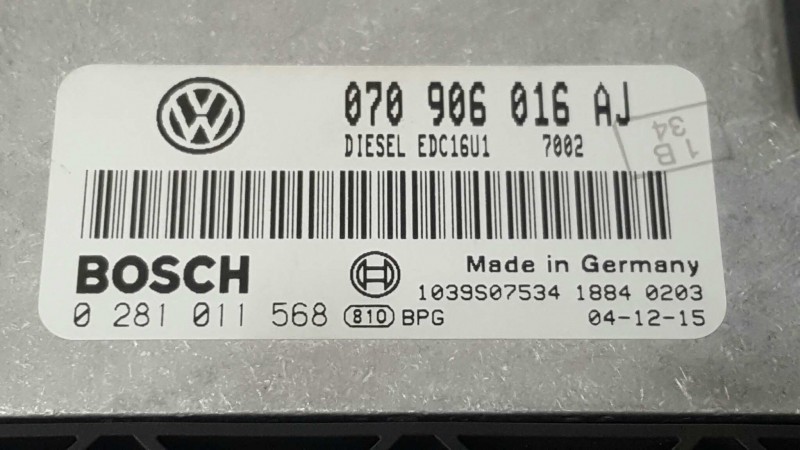 070 906 016 AJ
DIESEL EDC16U1 7002
1B
34
BOSCH
Made in Germany
1039S07534 1884 0203
0 281 011 568 810 BPG 04-12-15